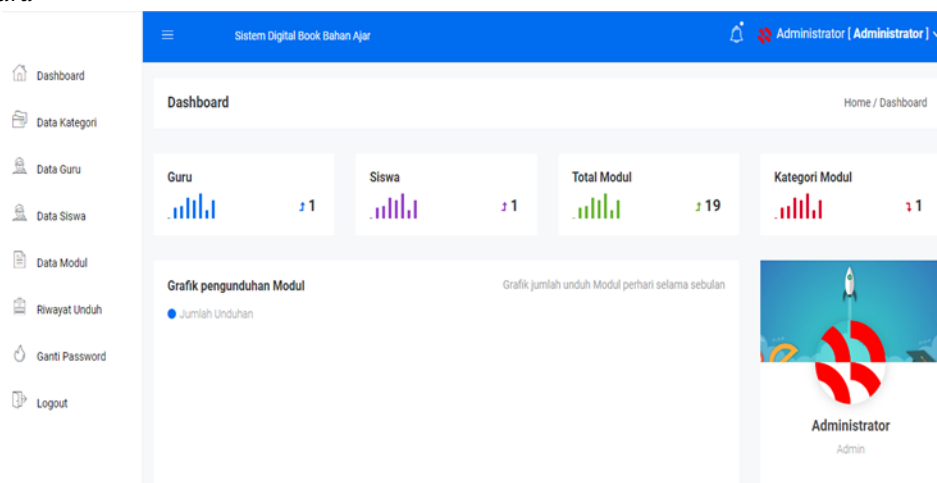 Sistem Digital Book Bahan Ajar
Administrator [ Administrator ]
Dashboard
Data Kategori
Data Guru
Data Siswa
Data Modul
Riwayat Unduh
Ganti Password
Logout
Dashboard
Home / Dashboard
Guru
1
Siswa
1
Total Modul
19
Kategori Modul
1
Grafik pengunduhan Modul
Grafik jumlah unduh Modul perhari selama sebulan
Jumlah Unduhan
Administrator
Admin